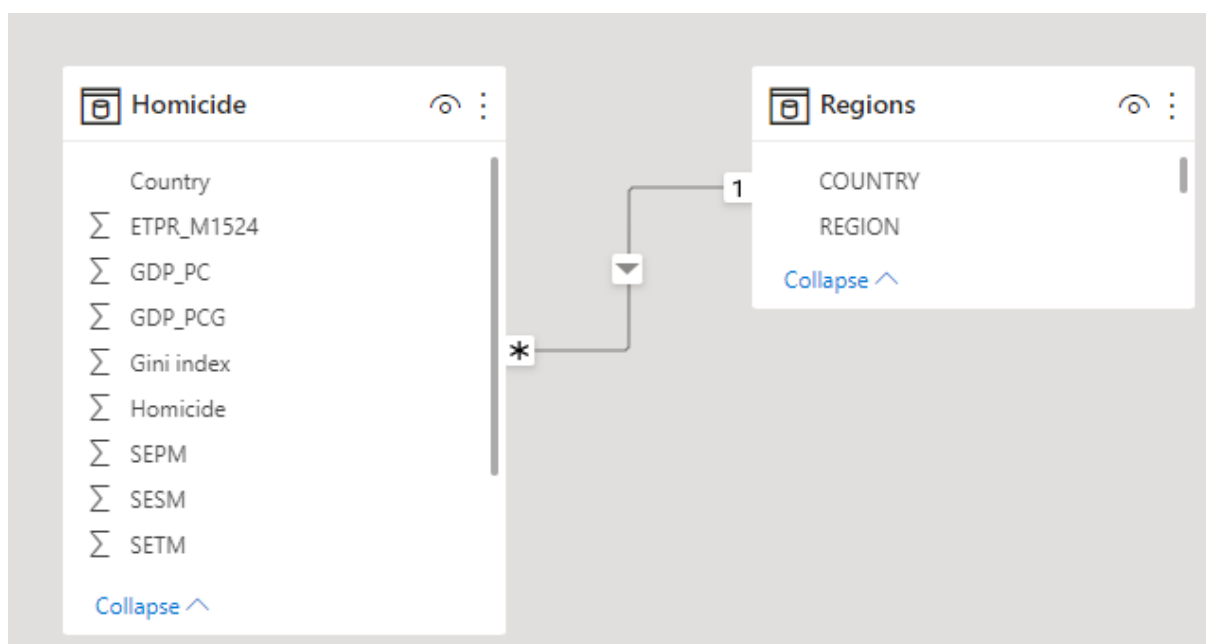 Homicide
Country
Σ ETPR_M1524
Σ GDP_PC
Σ GDP_PCG
Σ Gini index
Σ Homicide
Σ SEPM
Σ SESM
Σ SETM
Collapse
*
1
Regions
COUNTRY
REGION
Collapse